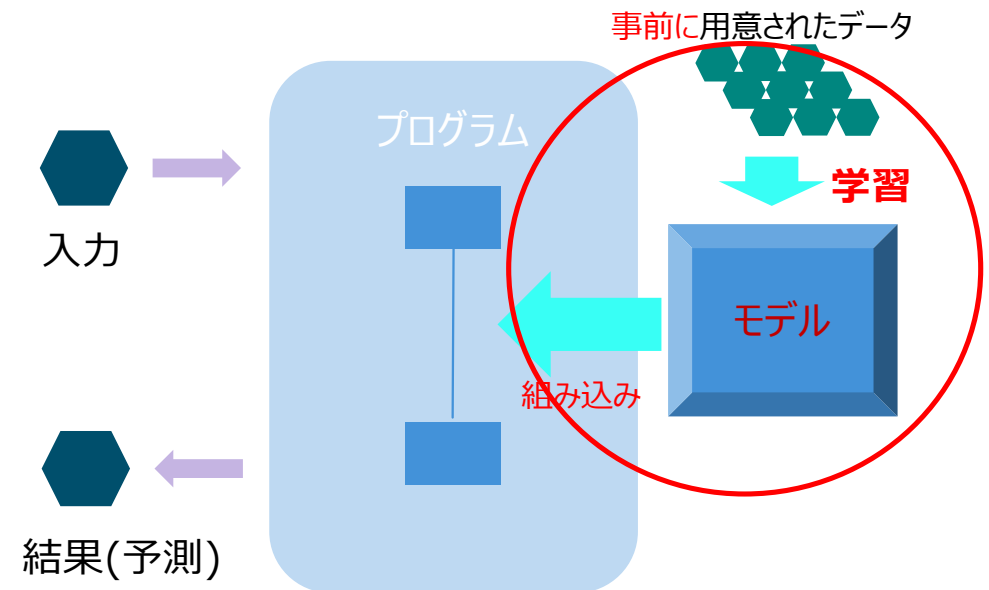 事前に用意されたデータ
プログラム
学習
入力
モデル
組み込み
結果(予測)